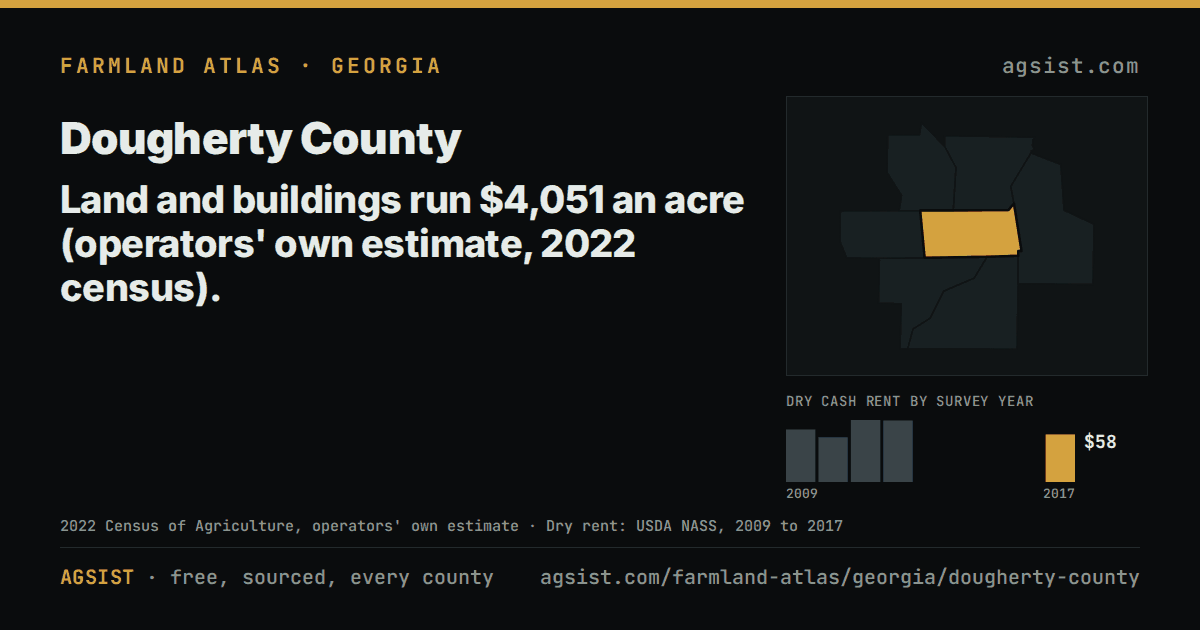 FARMLAND ATLAS · GEORGIA
agsist.com
Dougherty County
Land and buildings run $4,051 an acre
(operators' own estimate, 2022
census).
DRY CASH RENT BY SURVEY YEAR
$58
2009
2017
2022 Census of Agriculture, operators' own estimate · Dry rent: USDA NASS, 2009 to 2017
AGSIST · free, sourced, every county
agsist.com/farmland-atlas/georgia/dougherty-county